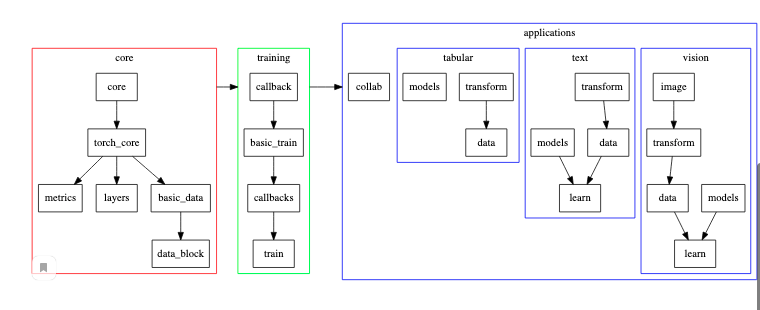 applications
core
training
tabular
text
vision
core
callback
collab
models
transform
transform
image
torch_core
basic_train
data
models
data
transform
metrics
layers
basic_data
callbacks
learn
data
models
data_block
train
learn